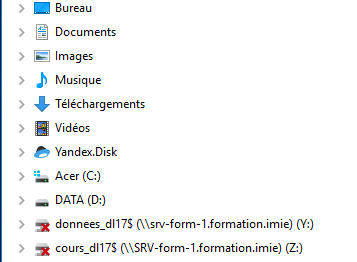 Bureau
Documents
Images
Musique
Téléchargements
Vidéos
Yandex.Disk
Acer (C:)
DATA (D:)
donnees_dl17$ (\\srv-form-1.formation.imie) (Y:)
cours_dl17$ (\\SRV-form-1.formation.imie) (Z:)